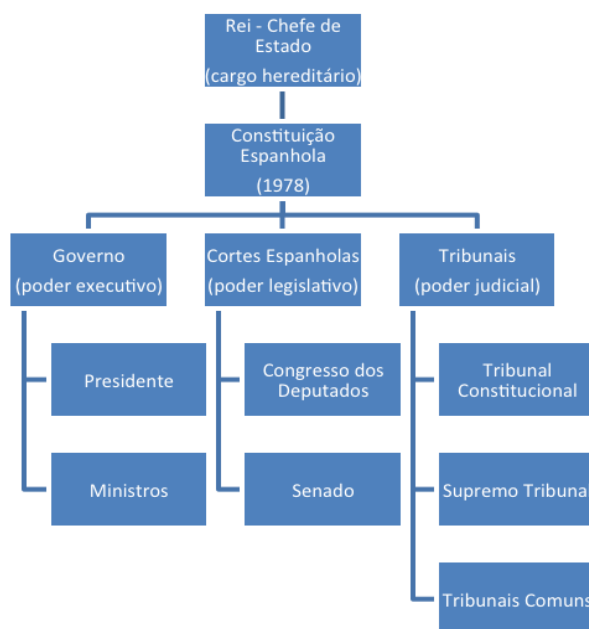 Rei - Chefe de
Estado
(cargo hereditário)
Constituição
Espanhola
(1978)
Governo
(poder executivo)
Cortes Espanholas
(poder legislativo)
Tribunais
(poder judicial)
Presidente
Ministros
Congresso dos
Deputados
Senado
Tribunal
Constitucional
Supremo Tribunal
Tribunais Comuns